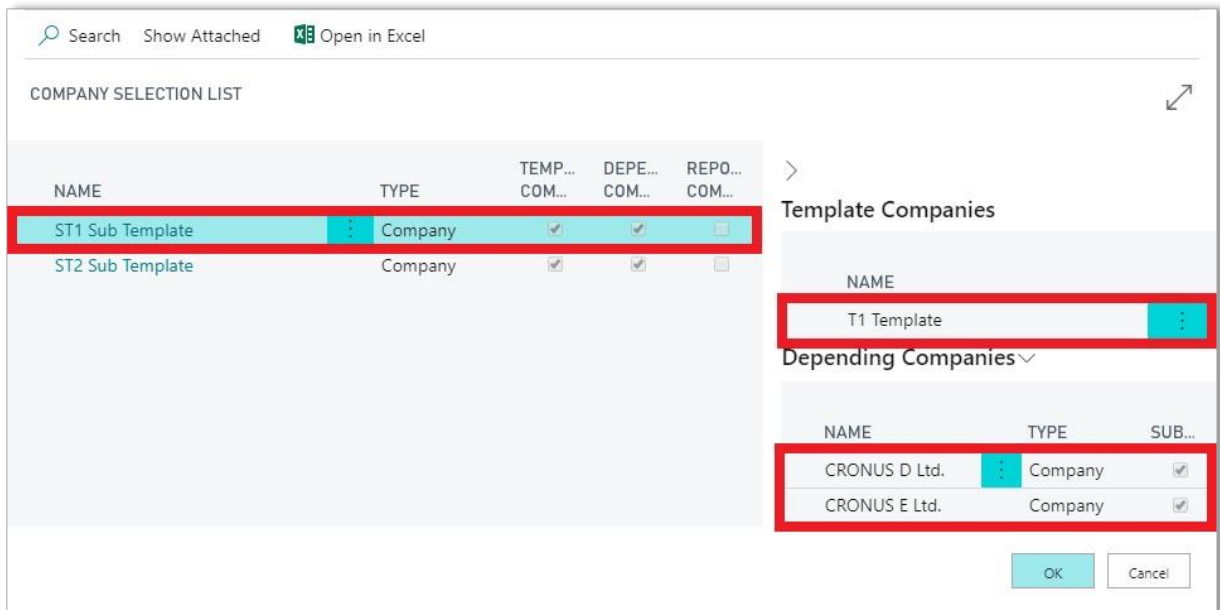 Search Show Attached Open in Excel
COMPANY SELECTION LIST
TEMP... DEPE... REPO...
NAME TYPE COM... COM... COM...
ST1 Sub Template Company
ST2 Sub Template Company
Template Companies
NAME
T1 Template
Depending Companies
NAME TYPE SUB...
CRONUS D Ltd. Company
CRONUS E Ltd. Company
OK Cancel